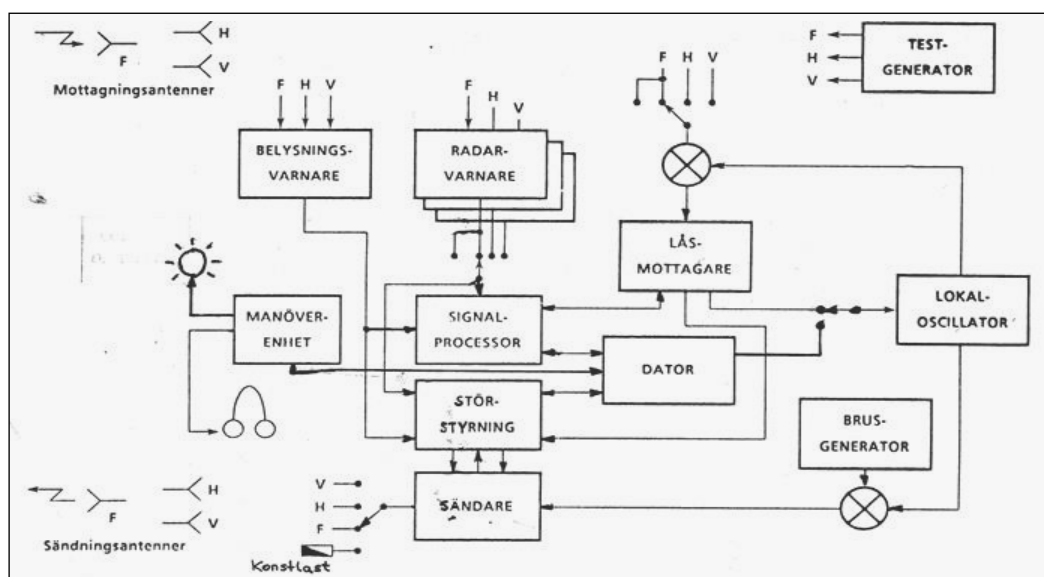 H
F
V
Mottagningsantenner
F H V
BELYSNINGS-
VARNARE
F H V
RADAR-
VARNARE
F H V
F
H
V
TEST-
GENERATOR
LÅS-
MOTTAGARE
MANÖVER-
ENHET
SIGNAL-
PROCESSOR
DATOR
LOKAL-
OSCILLATOR
STÖR-
STYRNING
BRUS-
GENERATOR
SÄNDARE
H
F
V
Sändningsantenner
V
H
F
Konstlast